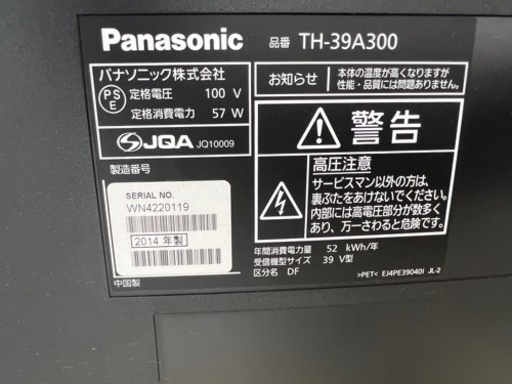 Panasonic 品番 TH-39A300
パナソニック株式会社
PSE 定格電圧 100 V
定格消費電力 57 W
JQA JQ10009
製造番号
SERIAL NO.
WN4220119
2014 年製
中国製
お知らせ
本体の温度が高くなりますが
性能・品質には問題ありません。
警告
高圧注意
サービスマン以外の方は、
裏ぶたをあけないでください。
内部には高電圧部分が数多く
あり、万一さわると危険です。
年間消費電力量 52 kWh/年
受信機型サイズ 39 V型
区分名 DF
>PET< EJ4PE39040I JL-2